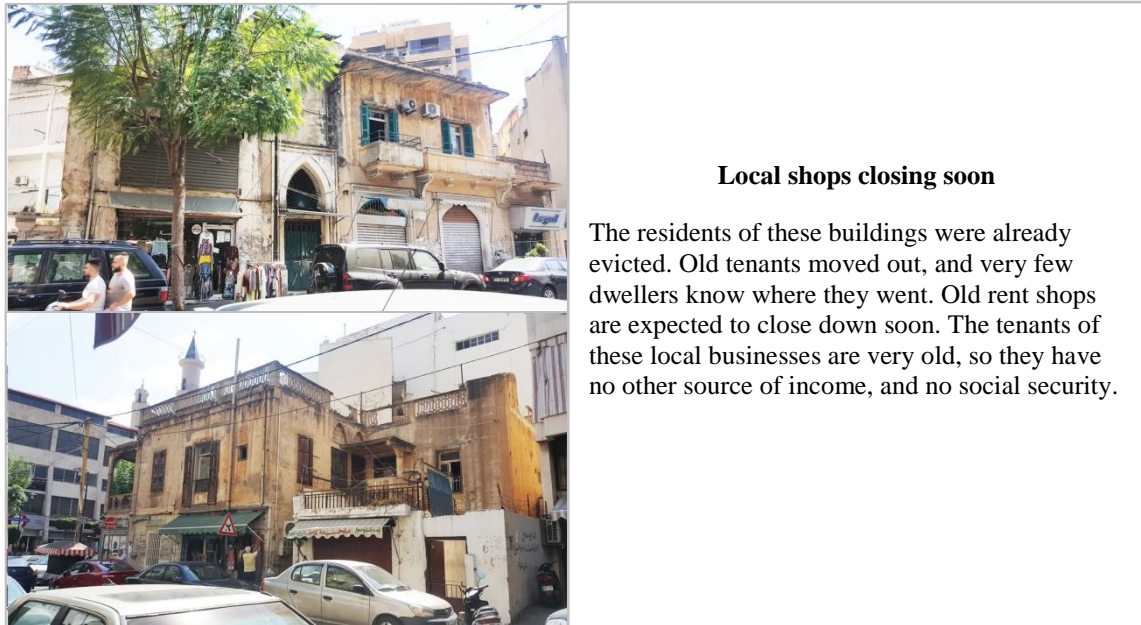 Local shops closing soon
The residents of these buildings were already
evicted. Old tenants moved out, and very few
dwellers know where they went. Old rent shops
are expected to close down soon. The tenants of
these local businesses are very old, so they have
no other source of income, and no social security.